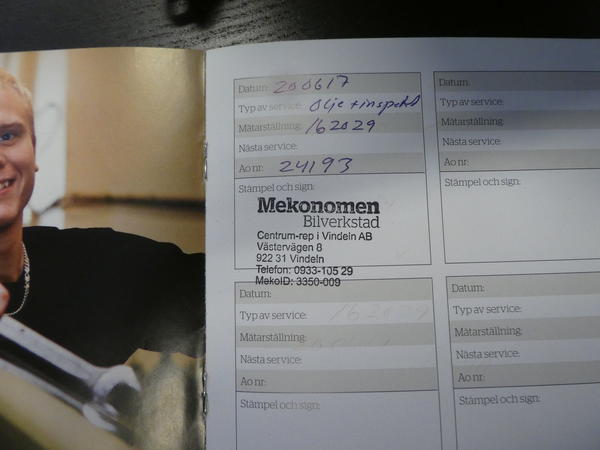 Datum: 200617
Typ av service: Olje + inspekt
Mätarställning: 162029
Nästa service:
Ao nr: 24193
Stämpel och sign:
Mekonomen
Bilverkstad
Centrum-rep i Vindeln AB
Västervägen 8
922 31 Vindeln
Telefon: 0933-105 29
MekoID: 3350-009
Datum:
Typ av service:
Mätarställning:
Nästa service:
Ao nr:
Stämpel och sign:
Datum:
Typ av service: 162029
Mätarställning:
Nästa service:
Ao nr:
Stämpel och sign:
Datum:
Typ av service:
Mätarställning:
Nästa service:
Ao nr:
Stämpel och sign: